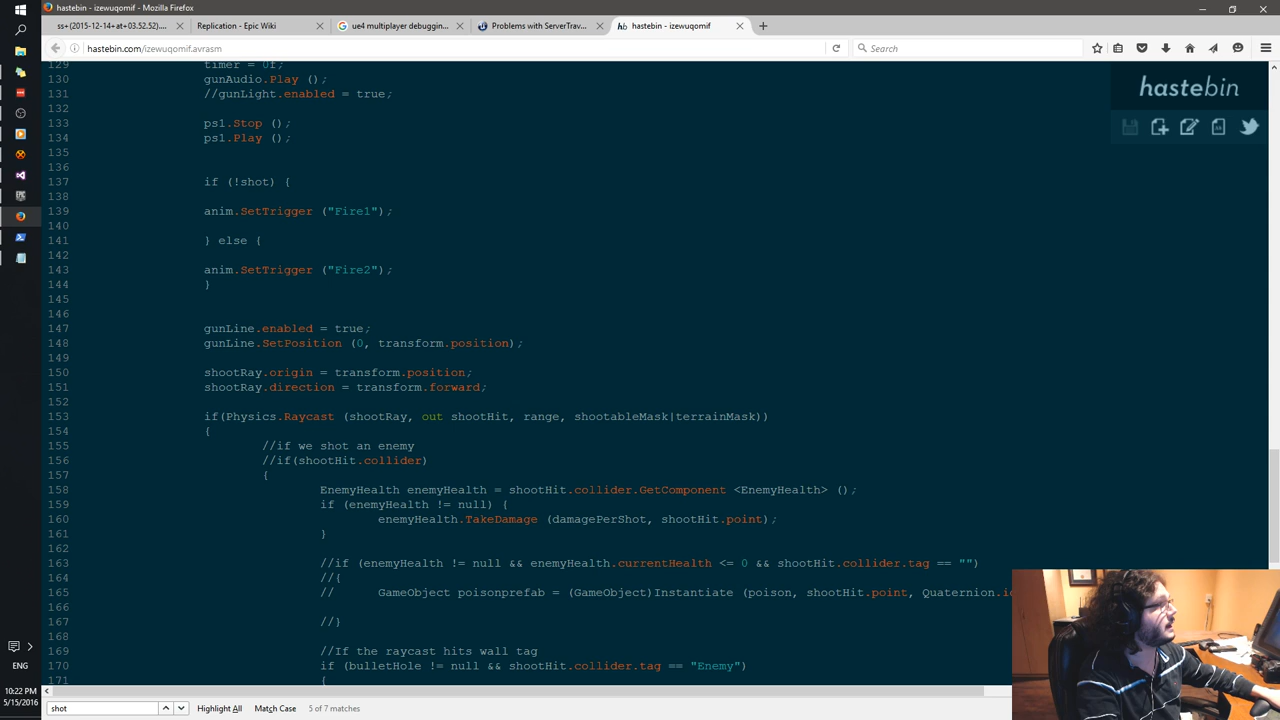 hastebin - izewuqomif - Mozilla Firefox
ss+(2015-12-14+at+03.52.52)....
Replication - Epic Wiki
ue4 multiplayer debugging...
Problems with ServerTrav...
hb hastebin - izewuqomif
hastebin.com/izewuqomif.avrasm
Search
hastebin
129 timer = 0f;
130 gunAudio.Play ();
131 //gunLight.enabled = true;
132
133 ps1.Stop ();
134 ps1.Play ();
135
136
137 if (!shot) {
138
139 anim.SetTrigger ("Fire1");
140
141 } else {
142
143 anim.SetTrigger ("Fire2");
144 }
145
146
147 gunLine.enabled = true;
148 gunLine.SetPosition (0, transform.position);
149
150 shootRay.origin = transform.position;
151 shootRay.direction = transform.forward;
152
153 if(Physics.Raycast (shootRay, out shootHit, range, shootableMask|terrainMask))
154 {
155 //if we shot an enemy
156 //if(shootHit.collider)
157 {
158 EnemyHealth enemyHealth = shootHit.collider.GetComponent <EnemyHealth> ();
159 if (enemyHealth != null) {
160 enemyHealth.TakeDamage (damagePerShot, shootHit.point);
161 }
162
163 //if (enemyHealth != null && enemyHealth.currentHealth <= 0 && shootHit.collider.tag == "")
164 //{
165 // GameObject poisonprefab = (GameObject)Instantiate (poison, shootHit.point, Quaternion.i
166
167 //}
168
169 //If the raycast hits wall tag
170 if (bulletHole != null && shootHit.collider.tag == "Enemy")
171 {
ENG
10:22 PM
5/15/2016
shot
Highlight All
Match Case
5 of 7 matches